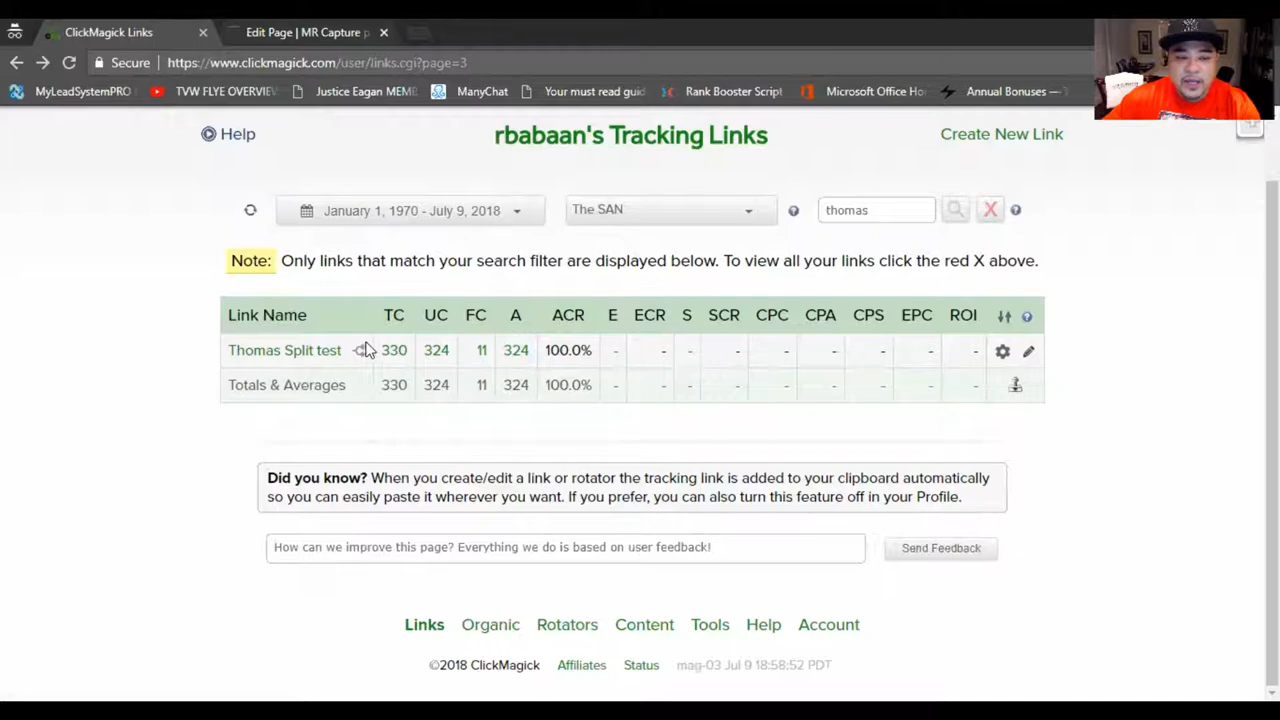 ClickMagick Links
Edit Page | MR Capture p
Secure https://www.clickmagick.com/user/links.cgi?page=3
MyLeadSystemPRO TVW FLYE OVERVIEW Justice Eagan MEMB ManyChat Your must read guid Rank Booster Script Microsoft Office Ho Annual Bonuses —
Help
rbabaan's Tracking Links
Create New Link
January 1, 1970 - July 9, 2018
The SAN
thomas
Note: Only links that match your search filter are displayed below. To view all your links click the red X above.
Link Name TC UC FC A ACR E ECR S SCR CPC CPA CPS EPC ROI
Thomas Split test 330 324 11 324 100.0% - - - - - - - - -
Totals & Averages 330 324 11 324 100.0% - - - - - - - - -
Did you know? When you create/edit a link or rotator the tracking link is added to your clipboard automatically
so you can easily paste it wherever you want. If you prefer, you can also turn this feature off in your Profile.
How can we improve this page? Everything we do is based on user feedback!
Send Feedback
Links Organic Rotators Content Tools Help Account
©2018 ClickMagick Affiliates Status mag-03 Jul 9 18:58:52 PDT